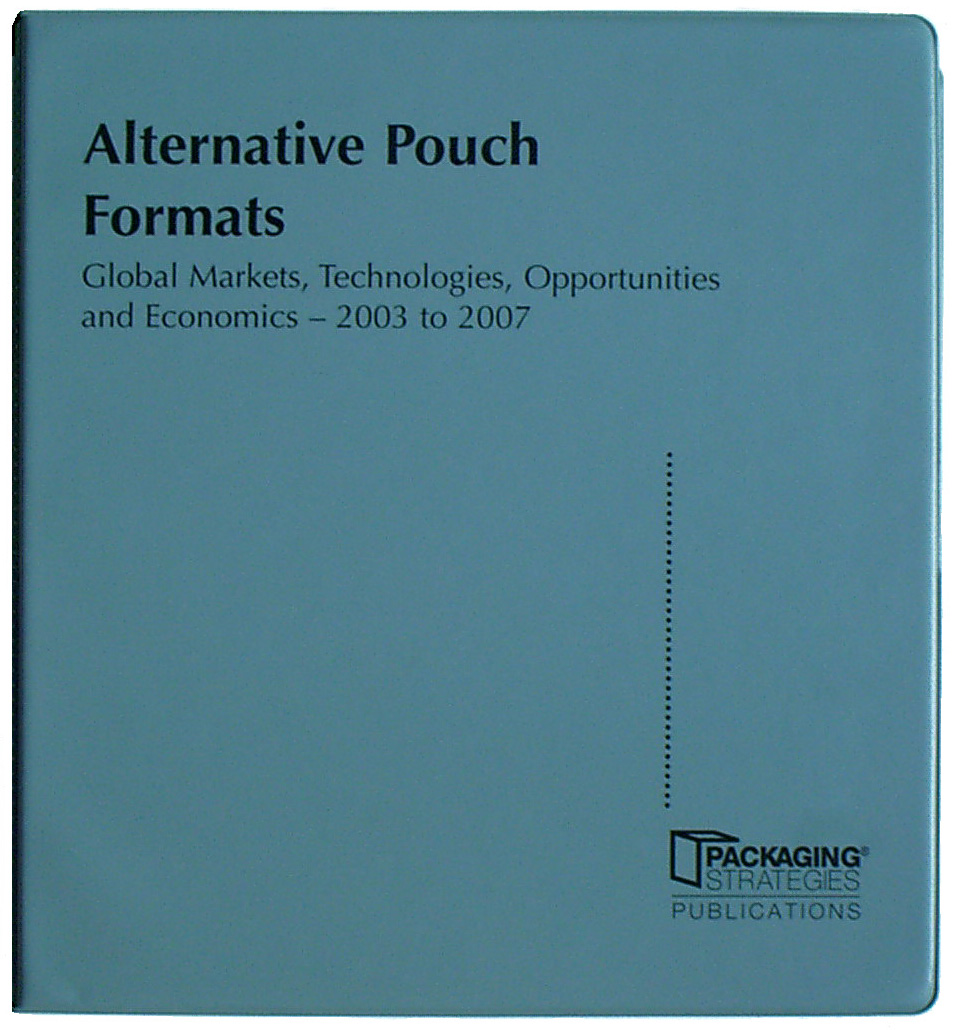 Alternative Pouch
Formats
Global Markets, Technologies, Opportunities
and Economics – 2003 to 2007
PACKAGING®
STRATEGIES
PUBLICATIONS